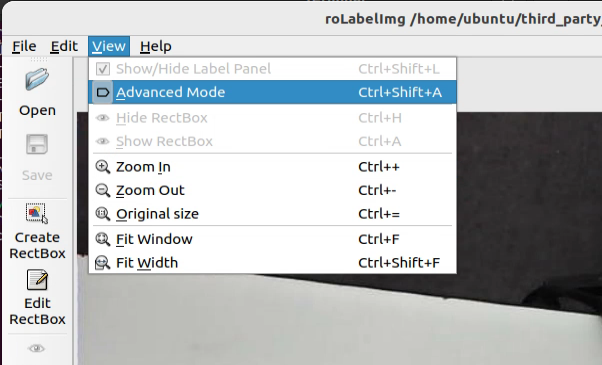 roLabelImg /home/ubuntu/third_party
File Edit View Help
Show/Hide Label Panel Ctrl+Shift+L
Advanced Mode Ctrl+Shift+A
Hide RectBox Ctrl+H
Show RectBox Ctrl+A
Zoom In Ctrl++
Zoom Out Ctrl+-
Original size Ctrl+=
Fit Window Ctrl+F
Fit Width Ctrl+Shift+F
Open
Save
Create
RectBox
Edit
RectBox